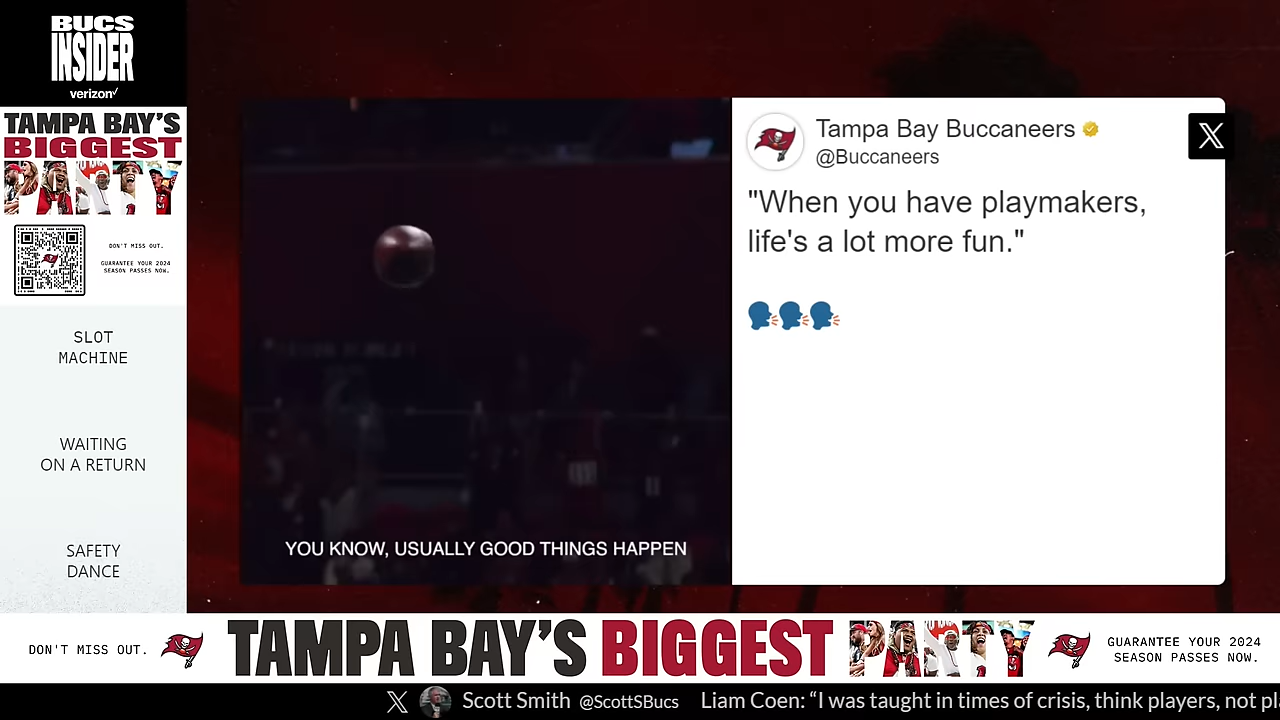 BUCS
INSIDER
verizon✓
TAMPA BAY'S
BIGGEST
PARTY
DON'T MISS OUT.
GUARANTEE YOUR 2024
SEASON PASSES NOW.
SLOT
MACHINE
WAITING
ON A RETURN
SAFETY
DANCE
YOU KNOW, USUALLY GOOD THINGS HAPPEN
Tampa Bay Buccaneers
@Buccaneers
X
"When you have playmakers,
life's a lot more fun."
DON'T MISS OUT.
TAMPA BAY'S BIGGEST PARTY
GUARANTEE YOUR 2024
SEASON PASSES NOW.
X Scott Smith @ScottSBucs Liam Coen: “I was taught in times of crisis, think players, not pl